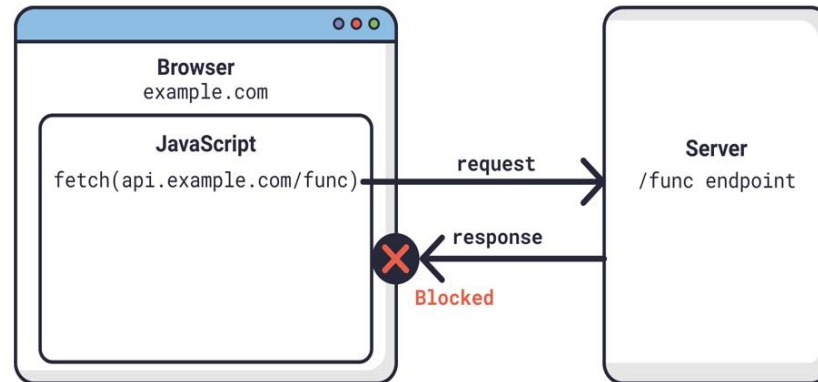 Browser
example.com
JavaScript
fetch(api.example.com/func)
request
Server
/func endpoint
response
Blocked